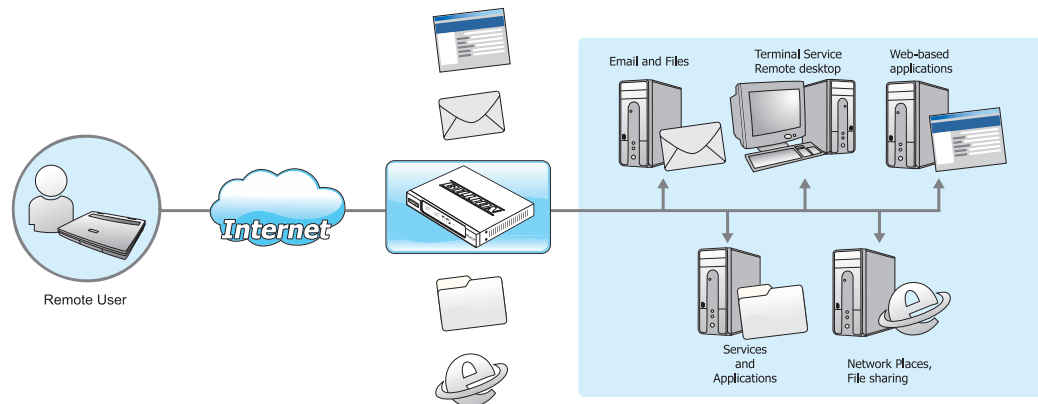 Email and Files
Terminal Service
Remote desktop
Web-based
applications
Internet
Remote User
Services
and
Applications
Network Places,
File sharing